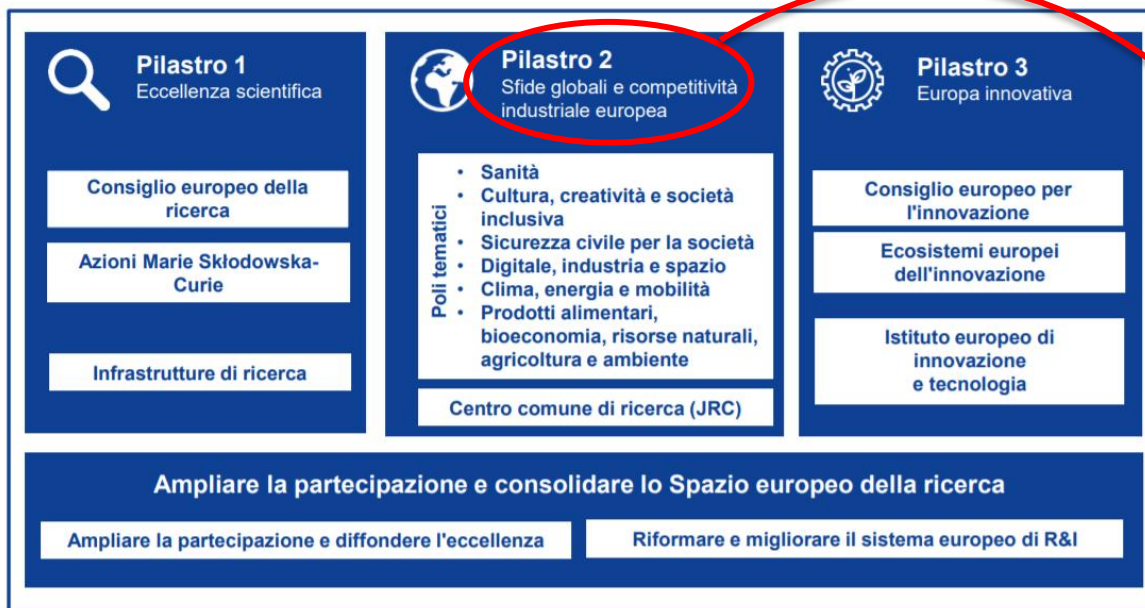 Pilastro 1
Eccellenza scientifica
Consiglio europeo della
ricerca
Azioni Marie Skłodowska-
Curie
Infrastrutture di ricerca
Pilastro 2
Sfide globali e competitività
industriale europea
Poli tematici
• Sanità
• Cultura, creatività e società
inclusiva
• Sicurezza civile per la società
• Digitale, industria e spazio
• Clima, energia e mobilità
• Prodotti alimentari,
bioeconomia, risorse naturali,
agricoltura e ambiente
Centro comune di ricerca (JRC)
Pilastro 3
Europa innovativa
Consiglio europeo per
l'innovazione
Ecosistemi europei
dell'innovazione
Istituto europeo di
innovazione
e tecnologia
Ampliare la partecipazione e consolidare lo Spazio europeo della ricerca
Ampliare la partecipazione e diffondere l'eccellenza
Riformare e migliorare il sistema europeo di R&I